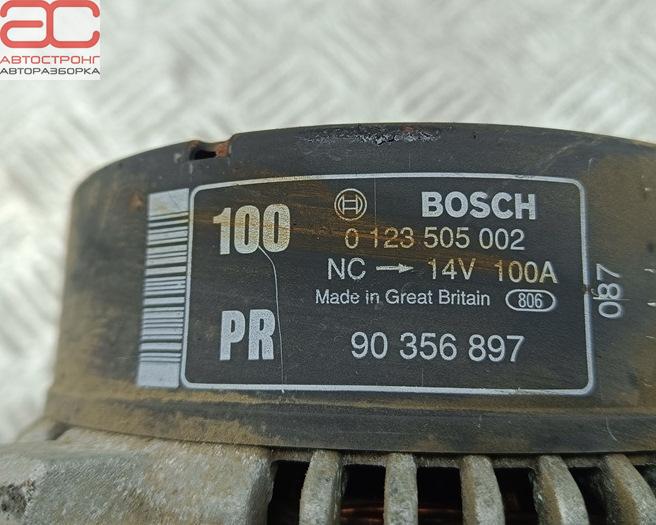 АС
АВТОСТРОНГ
АВТОРАЗБОРКА
100
BOSCH
0 123 505 002
NC → 14V 100A
Made in Great Britain 806
087
PR
90 356 897